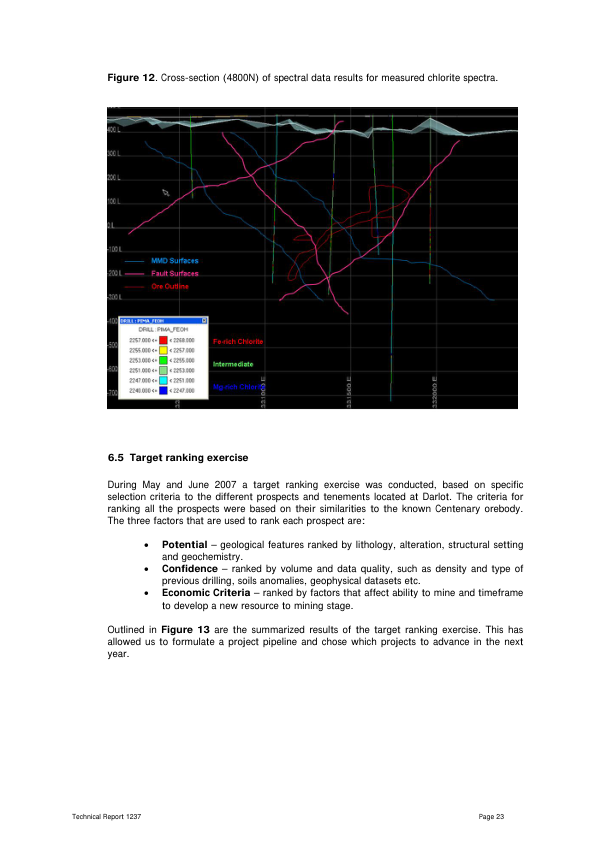 Figure 12. Cross-section (4800N) of spectral data results for measured chlorite spectra.
400 L
300 L
200 L
100 L
0 L
-100 L
-200 L
-300 L
MMD Surfaces
Fault Surfaces
Ore Outline
DRILL : PIMA_FEOH
DRILL : PIMA_FEOH
2257.000 <= < 2268.000
2255.000 <= < 2257.000
2253.000 <= < 2255.000
2251.000 <= < 2253.000
2247.000 <= < 2251.000
2240.000 <= < 2247.000
Fe-rich Chlorite
Intermediate
Mg-rich Chlorite
6.5 Target ranking exercise
During May and June 2007 a target ranking exercise was conducted, based on specific
selection criteria to the different prospects and tenements located at Darlot. The criteria for
ranking all the prospects were based on their similarities to the known Centenary orebody.
The three factors that are used to rank each prospect are:
• Potential – geological features ranked by lithology, alteration, structural setting
and geochemistry.
• Confidence – ranked by volume and data quality, such as density and type of
previous drilling, soils anomalies, geophysical datasets etc.
• Economic Criteria – ranked by factors that affect ability to mine and timeframe
to develop a new resource to mining stage.
Outlined in Figure 13 are the summarized results of the target ranking exercise. This has
allowed us to formulate a project pipeline and chose which projects to advance in the next
year.
Technical Report 1237
Page 23